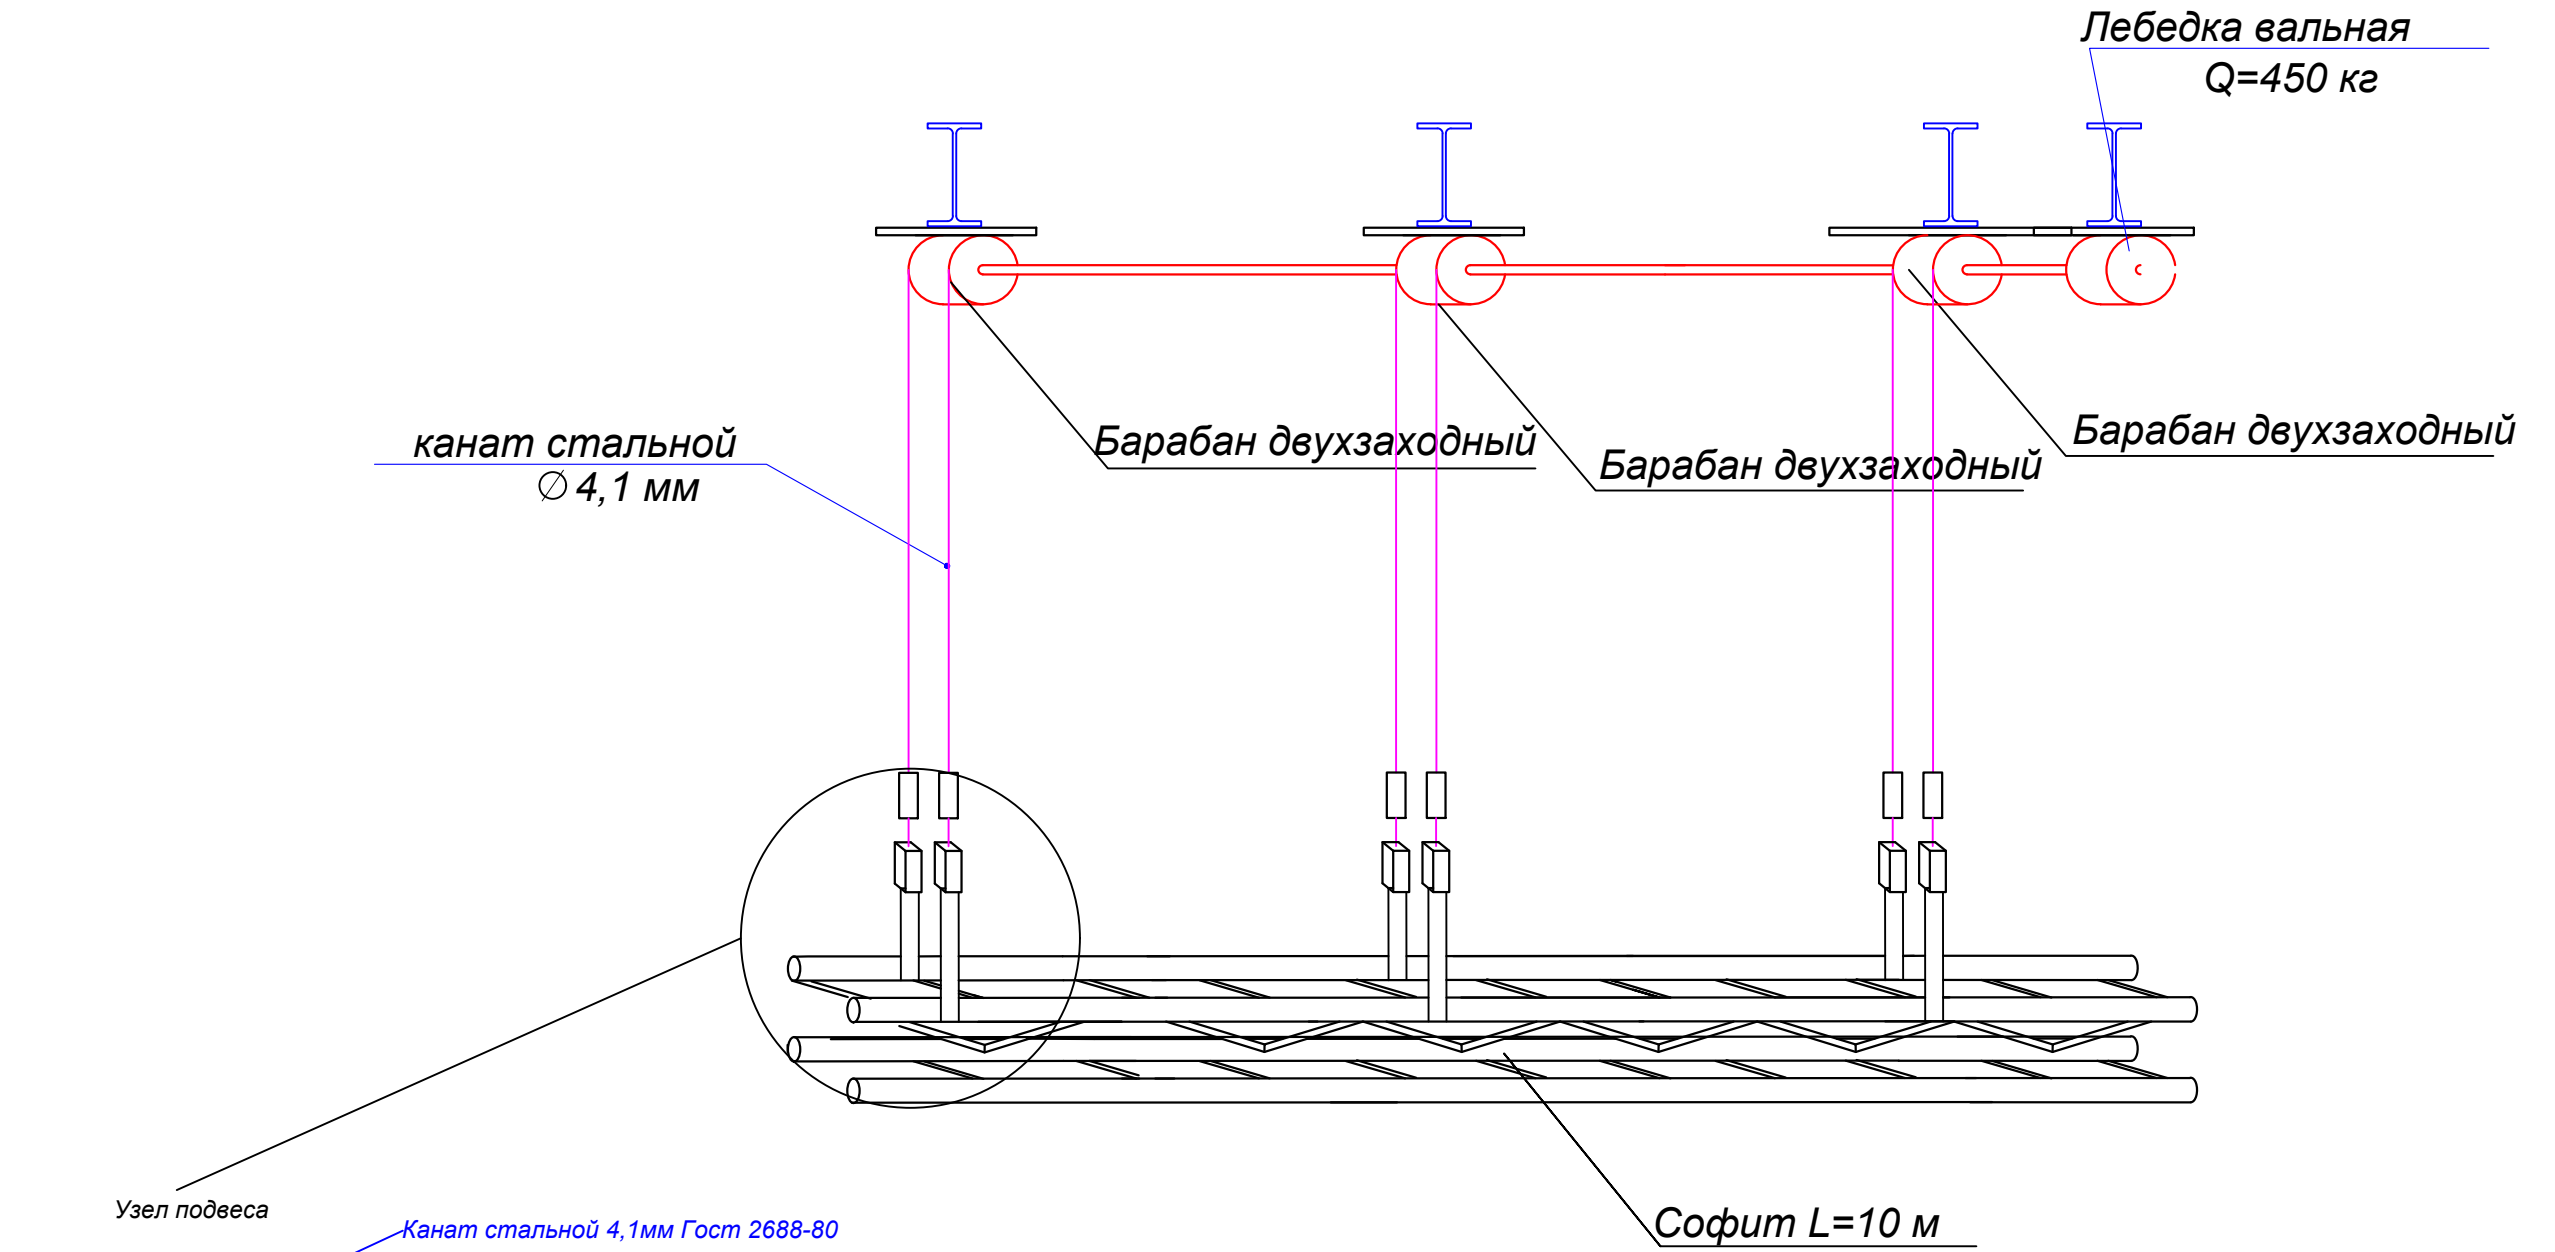 Лебедка вальная
Q=450 кг
канат стальной
∅ 4,1 мм
Барабан двухзаходный
Барабан двухзаходный
Барабан двухзаходный
Узел подвеса
Канат стальной 4,1мм Гост 2688-80
Софит L=10 м